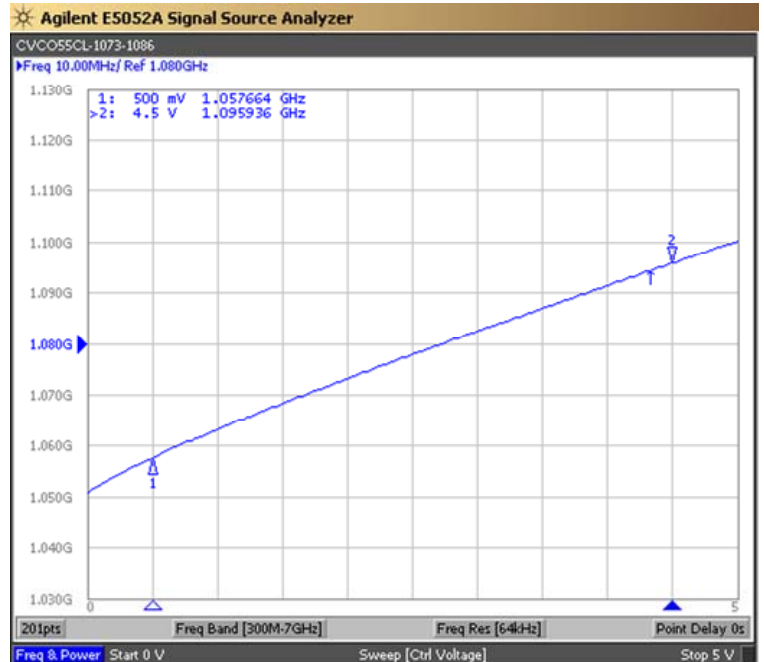 Agilent E5052A Signal Source Analyzer
CVCO55CL-1073-1086
Freq 10.00MHz/ Ref 1.080GHz
1.130G
1: 500 mV 1.057664 GHz
>2: 4.5 V 1.095936 GHz
1.120G
1.110G
1.100G
2
1.090G
1.080G
1.070G
1.060G
1
1.050G
1.040G
1.030G
0
5
201pts Freq Band [300M-7GHz] Freq Res [64kHz] Point Delay 0s
Freq & Power Start 0 V Sweep [Ctrl Voltage] Stop 5 V